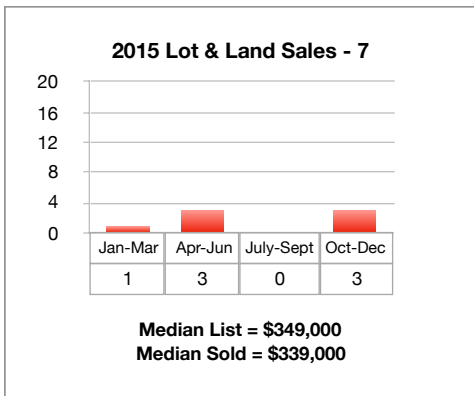 2015 Lot & Land Sales - 7
20
16
12
8
4
0
Jan-Mar Apr-Jun July-Sept Oct-Dec
1 3 0 3
Median List = $349,000
Median Sold = $339,000